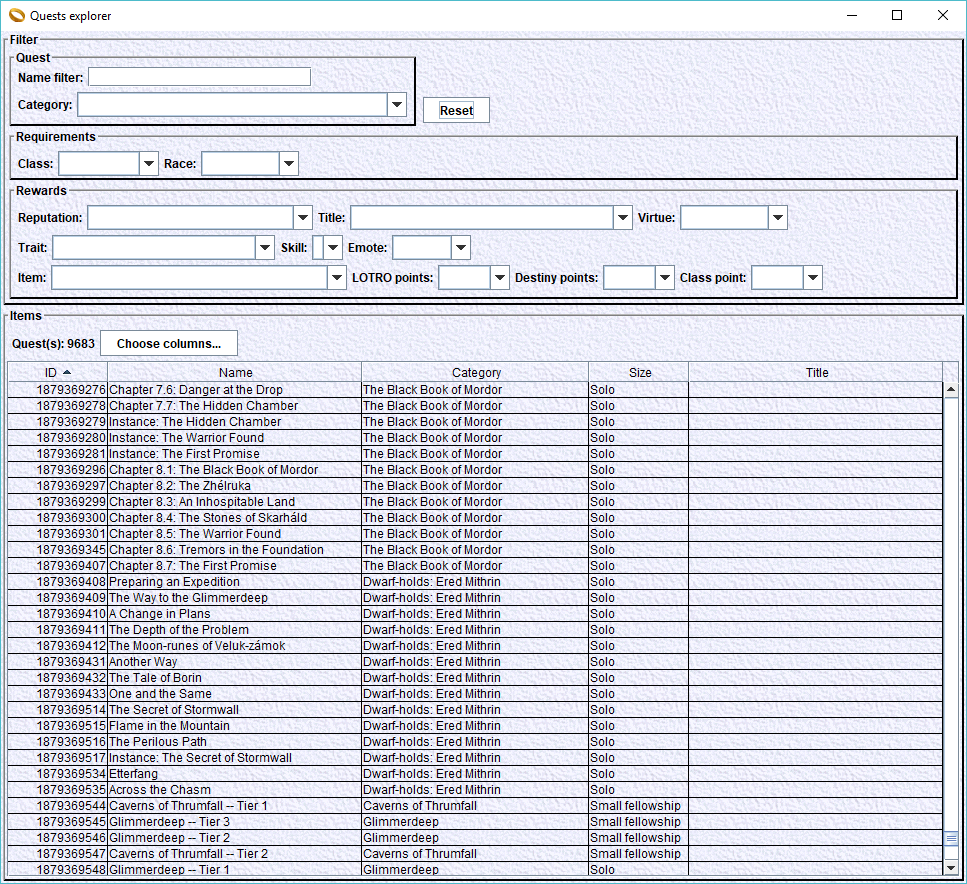 Quests explorer
Filter
Quest
Name filter:
Category:
Reset
Requirements
Class: Race:
Rewards
Reputation: Title: Virtue:
Trait: Skill: Emote:
Item: LOTRO points: Destiny points: Class point:
Items
Quest(s): 9683 Choose columns...
ID Name Category Size Title
1879369276 Chapter 7.6: Danger at the Drop The Black Book of Mordor Solo
1879369278 Chapter 7.7: The Hidden Chamber The Black Book of Mordor Solo
1879369279 Instance: The Hidden Chamber The Black Book of Mordor Solo
1879369280 Instance: The Warrior Found The Black Book of Mordor Solo
1879369281 Instance: The First Promise The Black Book of Mordor Solo
1879369296 Chapter 8.1: The Black Book of Mordor The Black Book of Mordor Solo
1879369297 Chapter 8.2: The Zhélruka The Black Book of Mordor Solo
1879369299 Chapter 8.3: An Inhospitable Land The Black Book of Mordor Solo
1879369300 Chapter 8.4: The Stones of Skarháld The Black Book of Mordor Solo
1879369301 Chapter 8.5: The Warrior Found The Black Book of Mordor Solo
1879369345 Chapter 8.6: Tremors in the Foundation The Black Book of Mordor Solo
1879369407 Chapter 8.7: The First Promise The Black Book of Mordor Solo
1879369408 Preparing an Expedition Dwarf-holds: Ered Mithrin Solo
1879369409 The Way to the Glimmerdeep Dwarf-holds: Ered Mithrin Solo
1879369410 A Change in Plans Dwarf-holds: Ered Mithrin Solo
1879369411 The Depth of the Problem Dwarf-holds: Ered Mithrin Solo
1879369412 The Moon-runes of Veluk-zámok Dwarf-holds: Ered Mithrin Solo
1879369431 Another Way Dwarf-holds: Ered Mithrin Solo
1879369432 The Tale of Borin Dwarf-holds: Ered Mithrin Solo
1879369433 One and the Same Dwarf-holds: Ered Mithrin Solo
1879369514 The Secret of Stormwall Dwarf-holds: Ered Mithrin Solo
1879369515 Flame in the Mountain Dwarf-holds: Ered Mithrin Solo
1879369516 The Perilous Path Dwarf-holds: Ered Mithrin Solo
1879369517 Instance: The Secret of Stormwall Dwarf-holds: Ered Mithrin Solo
1879369534 Etterfang Dwarf-holds: Ered Mithrin Solo
1879369535 Across the Chasm Dwarf-holds: Ered Mithrin Solo
1879369544 Caverns of Thrumfall -- Tier 1 Caverns of Thrumfall Small fellowship
1879369545 Glimmerdeep -- Tier 3 Glimmerdeep Small fellowship
1879369546 Glimmerdeep -- Tier 2 Glimmerdeep Small fellowship
1879369547 Caverns of Thrumfall -- Tier 2 Caverns of Thrumfall Small fellowship
1879369548 Glimmerdeep -- Tier 1 Glimmerdeep Small fellowship